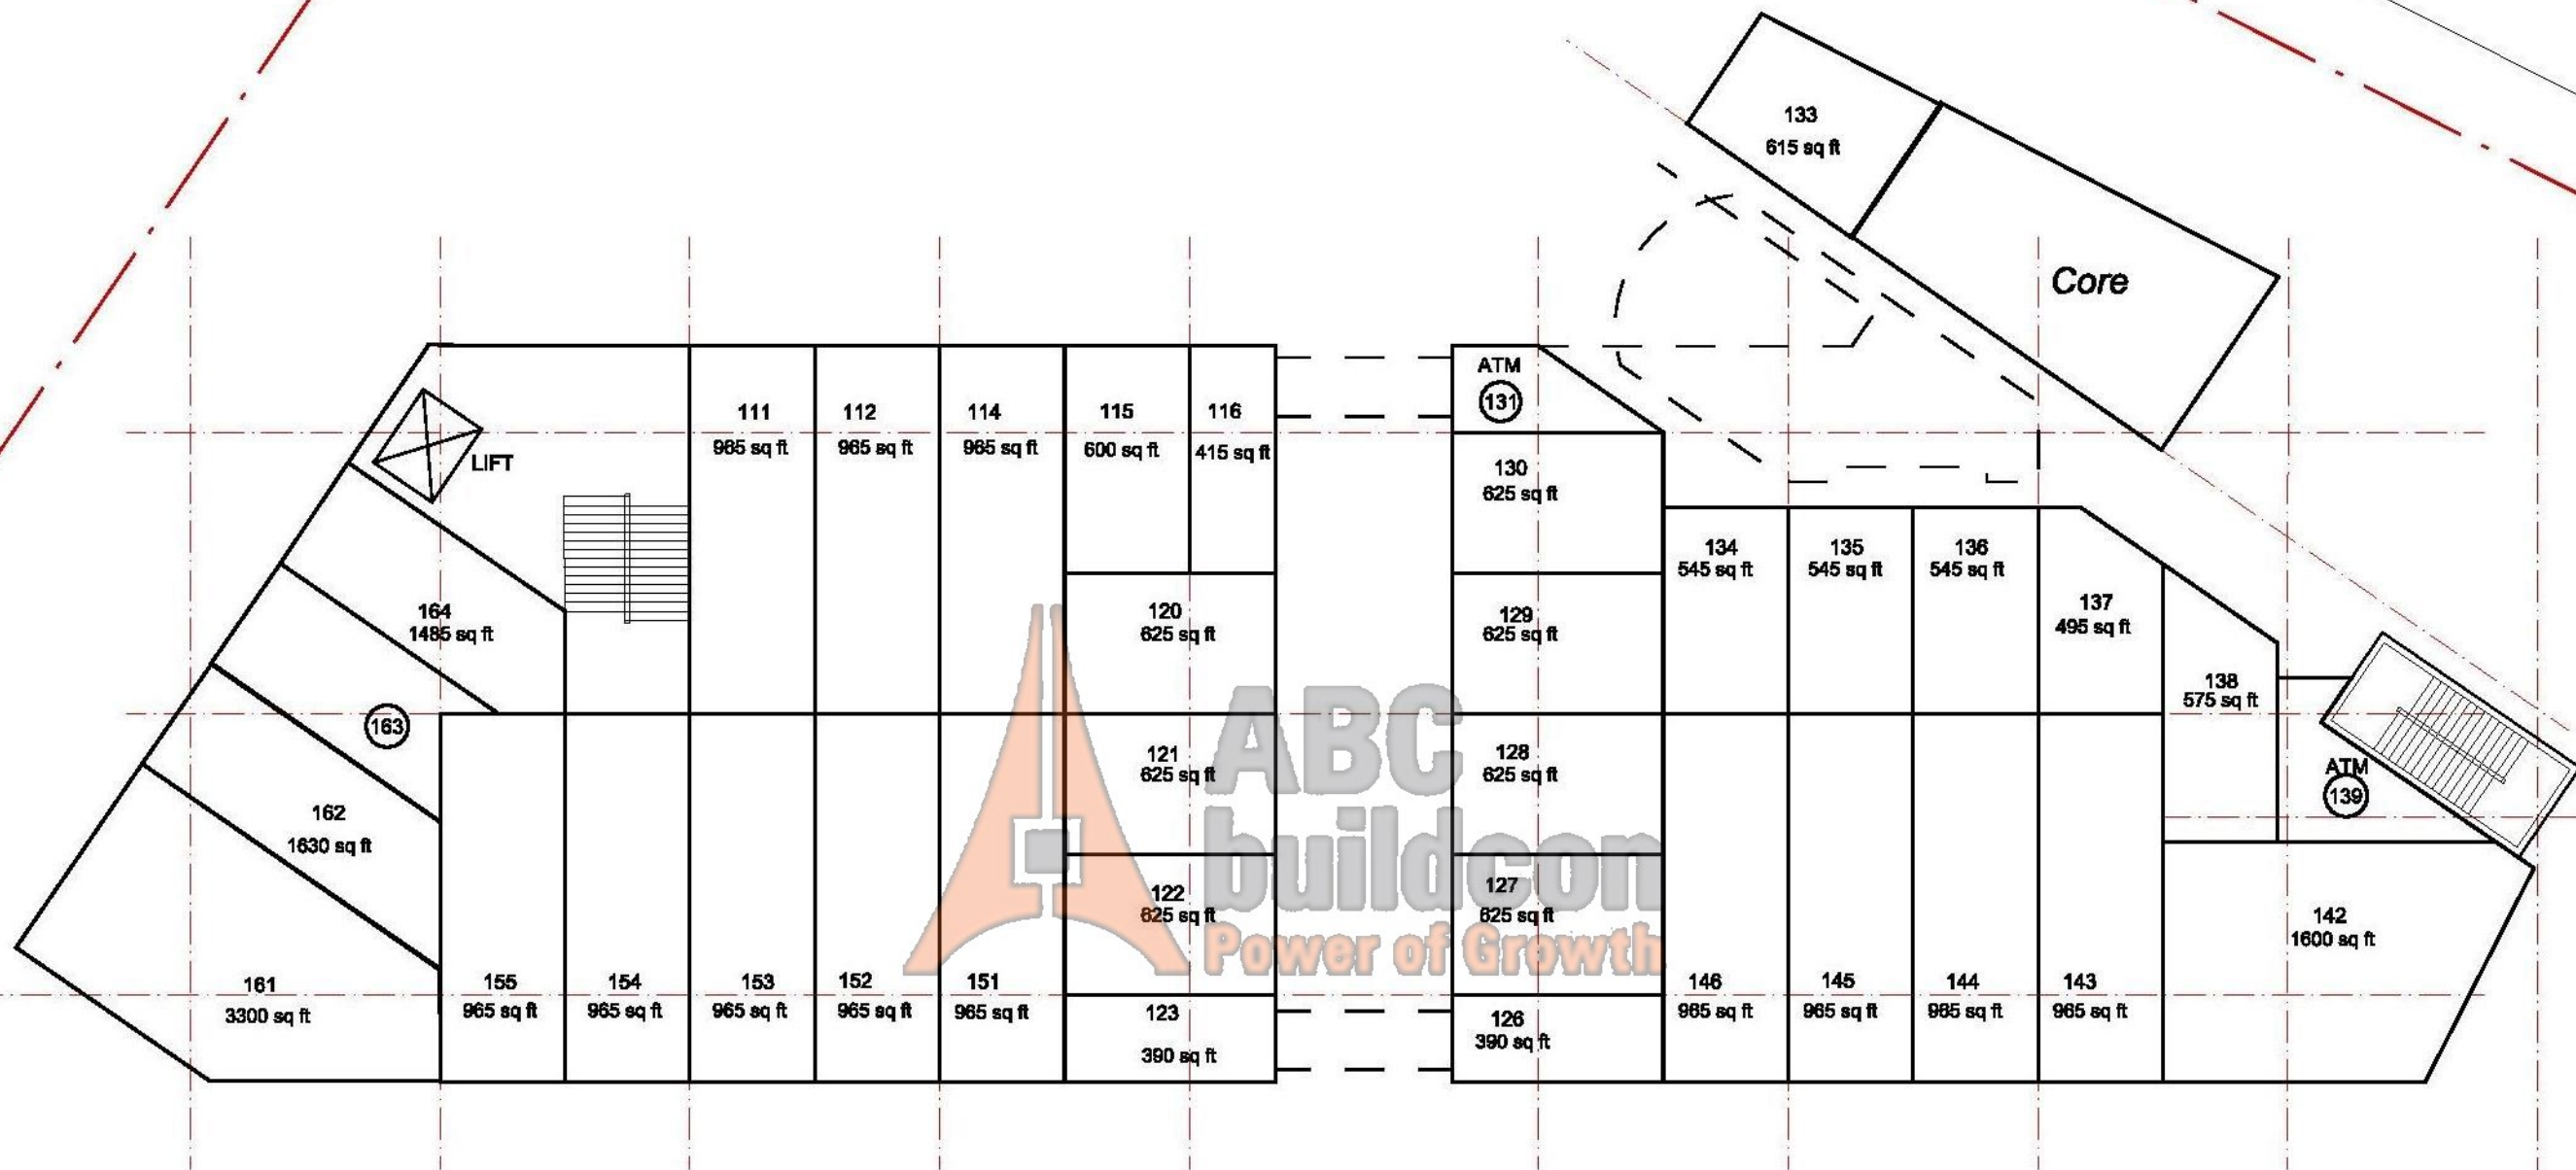 133
615 sq ft
Core
LIFT
111
965 sq ft
112
965 sq ft
114
965 sq ft
115
600 sq ft
116
415 sq ft
ATM
131
130
625 sq ft
134
545 sq ft
135
545 sq ft
136
545 sq ft
137
495 sq ft
164
1485 sq ft
120
625 sq ft
129
625 sq ft
138
575 sq ft
163
121
625 sq ft
128
625 sq ft
ATM
139
162
1630 sq ft
122
625 sq ft
127
625 sq ft
142
1600 sq ft
ABC
buildcon
Power of Growth
161
3300 sq ft
155
965 sq ft
154
965 sq ft
153
965 sq ft
152
965 sq ft
151
965 sq ft
123
390 sq ft
126
390 sq ft
146
965 sq ft
145
965 sq ft
144
965 sq ft
143
965 sq ft